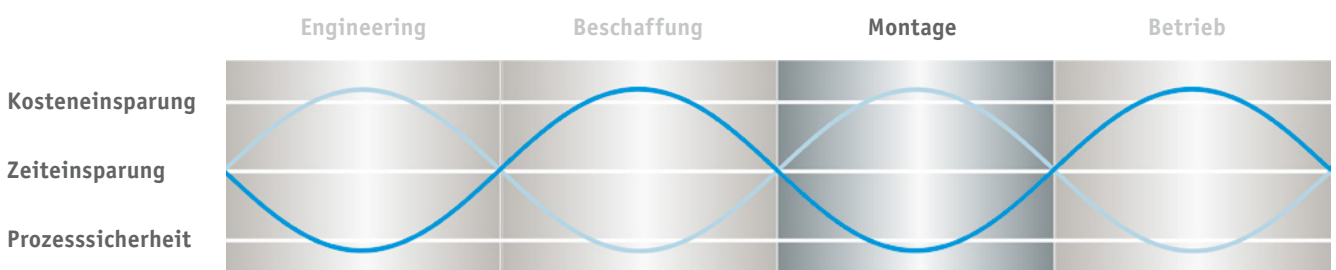 Engineering Beschaffung Montage Betrieb
Kosteneinsparung
Zeiteinsparung
Prozesssicherheit